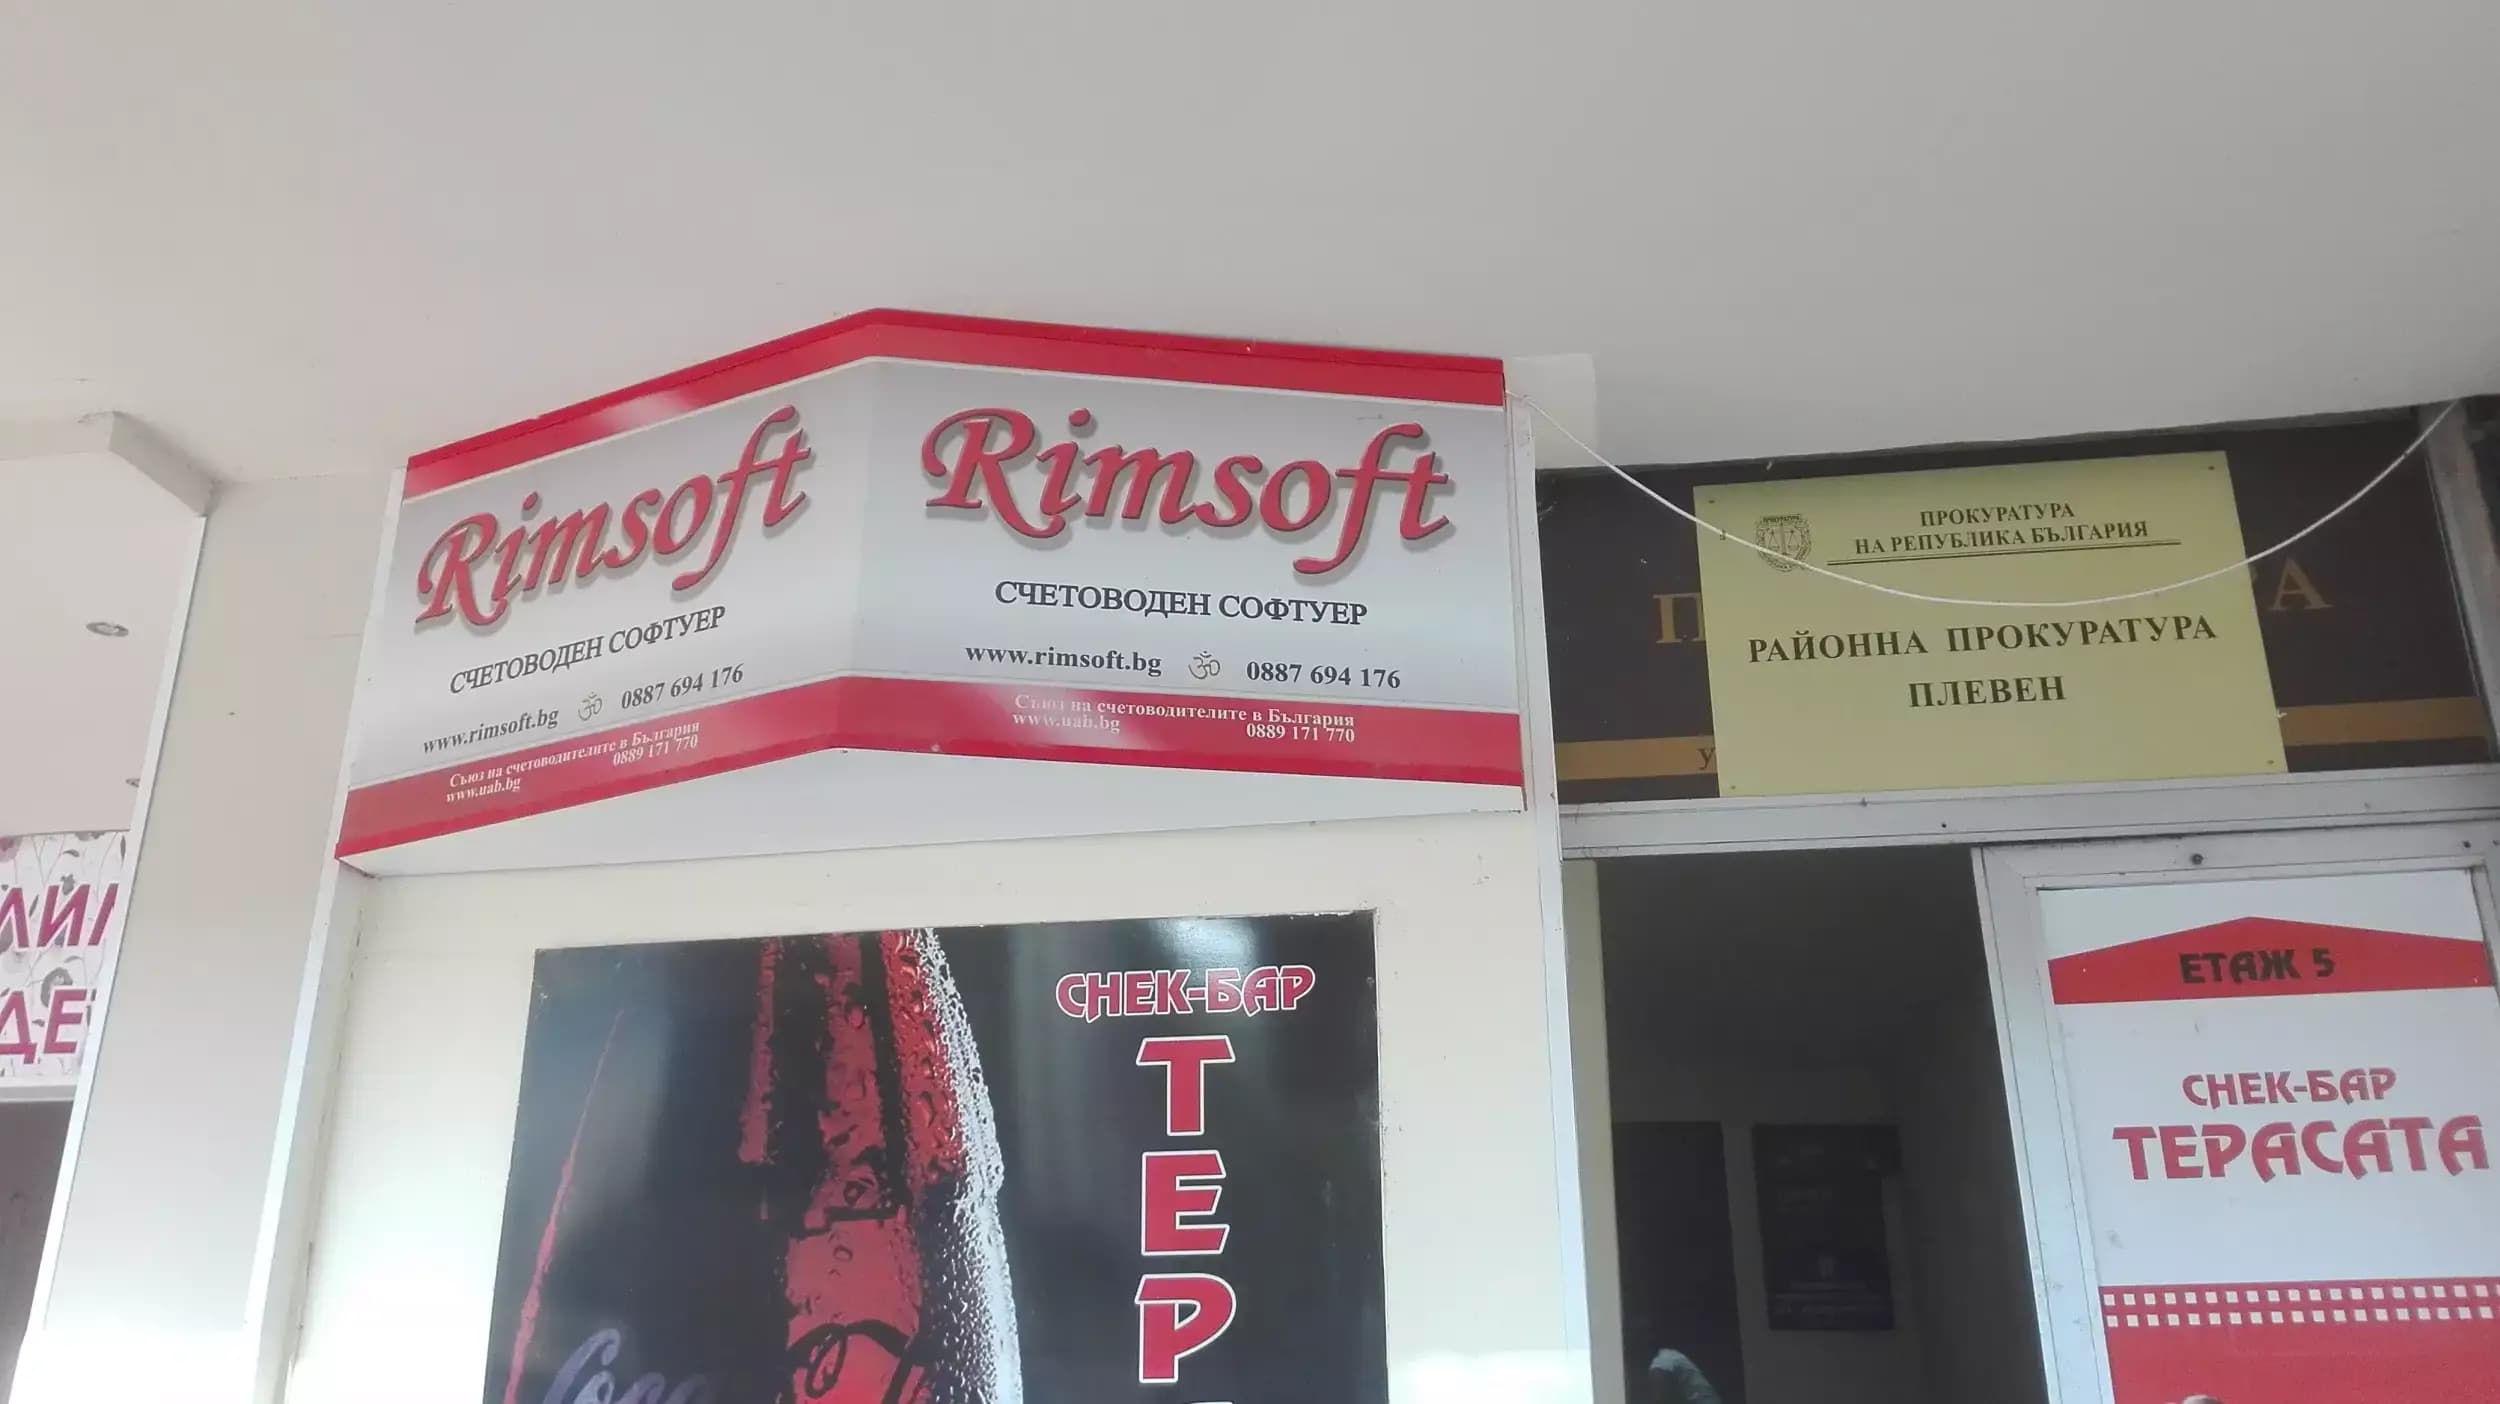 Rimsoft
СЧЕТОВОДЕН СОФТУЕР
www.rimsoft.bg ॐ 0887 694 176
Съюз на счетоводителите в България
www.uab.bg 0889 171 770
Rimsoft
СЧЕТОВОДЕН СОФТУЕР
www.rimsoft.bg ॐ 0887 694 176
Съюз на счетоводителите в България
www.uab.bg 0889 171 770
ПРОКУРАТУРА
НА РЕПУБЛИКА БЪЛГАРИЯ
РАЙОННА ПРОКУРАТУРА
ПЛЕВЕН
СНЕК-БАР
ТЕР
ЕТАЖ 5
СНЕК-БАР
ТЕРАСАТА